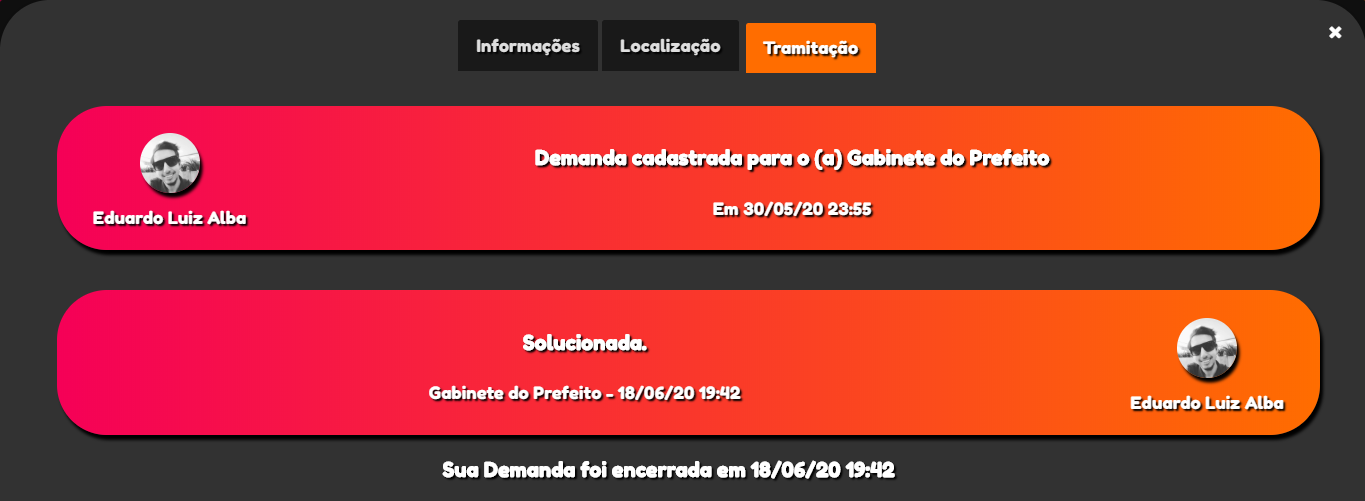 Informações
Localização
Tramitação
✖
Demanda cadastrada para o (a) Gabinete do Prefeito
Em 30/05/20 23:55
Eduardo Luiz Alba
Solucionada.
Gabinete do Prefeito - 18/06/20 19:42
Eduardo Luiz Alba
Sua Demanda foi encerrada em 18/06/20 19:42